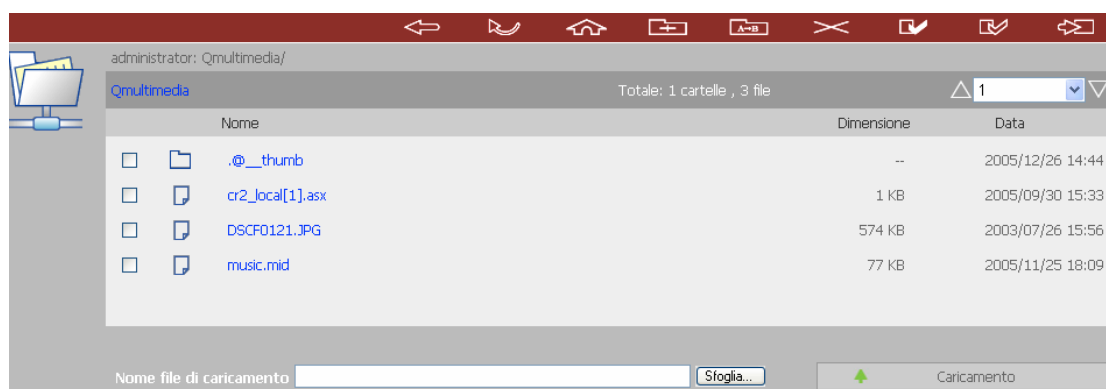 A→B
administrator: Qmultimedia/
Qmultimedia Totale: 1 cartelle , 3 file 1
Nome Dimensione Data
.@__thumb -- 2005/12/26 14:44
cr2_local[1].asx 1 KB 2005/09/30 15:33
DSCF0121.JPG 574 KB 2003/07/26 15:56
music.mid 77 KB 2005/11/25 18:09
Nome file di caricamento Sfoglia... Caricamento